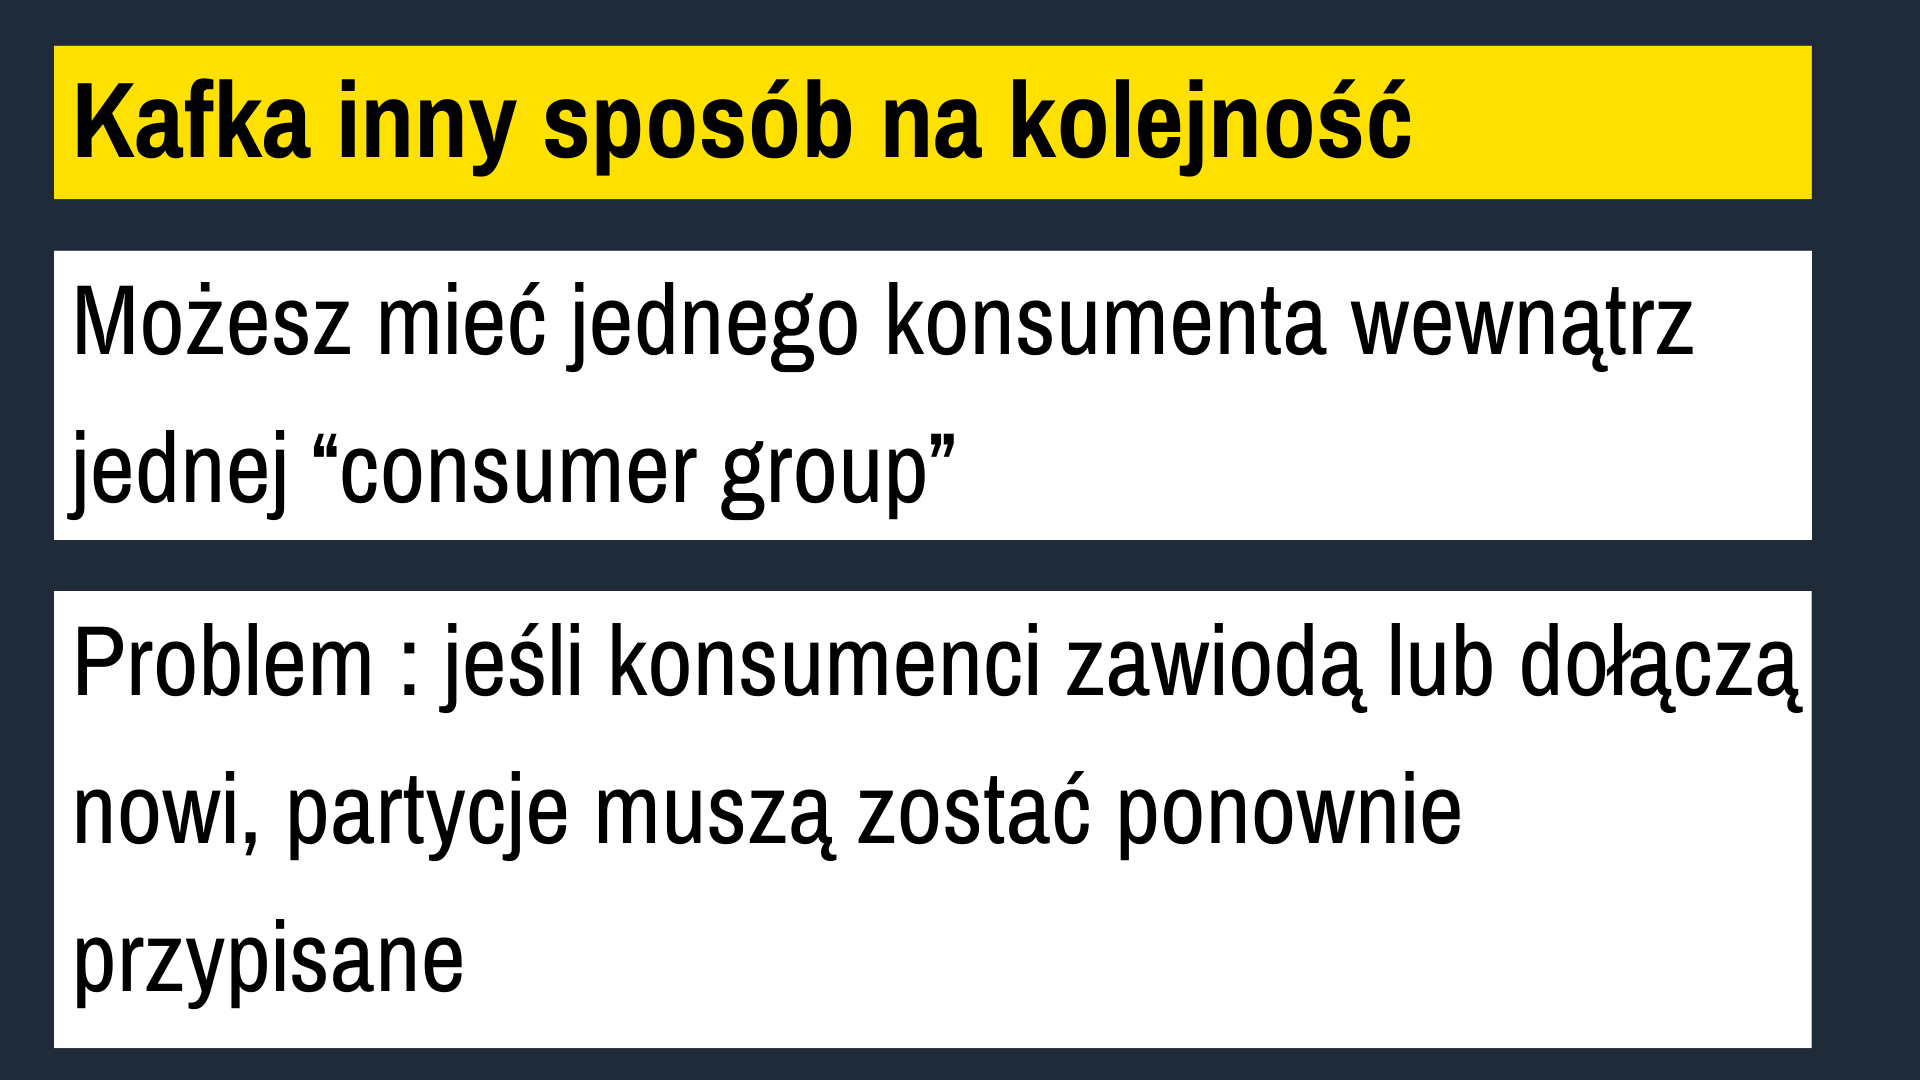 Kafka inny sposób na kolejność
Możesz mieć jednego konsumenta wewnątrz
jednej “consumer group”
Problem : jeśli konsumenci zawiodą lub dołączą
nowi, partycje muszą zostać ponownie
przypisane